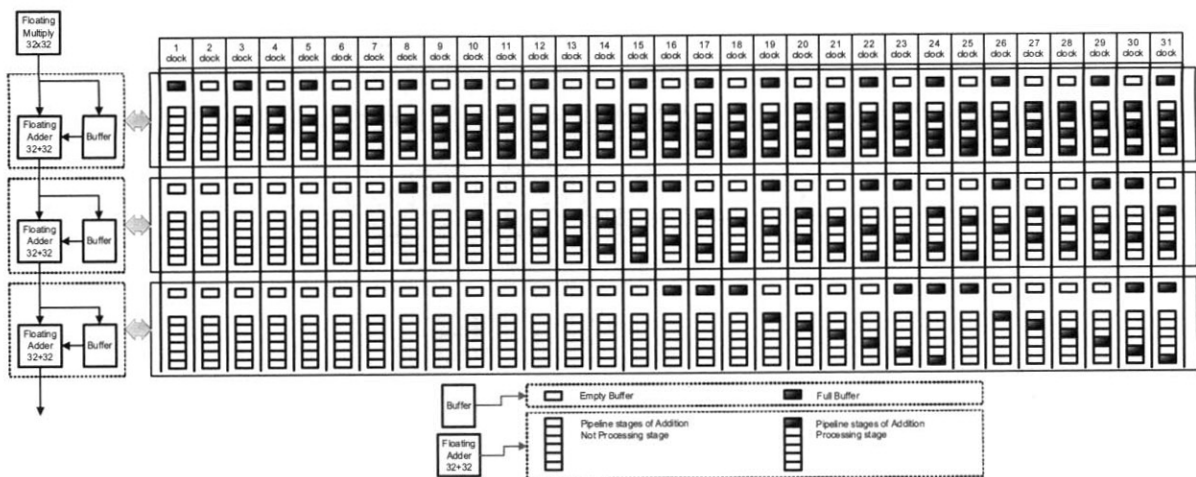 Floating
Multiply
32x32
1
clock
2
clock
3
clock
4
clock
5
clock
6
clock
7
clock
8
clock
9
clock
10
clock
11
clock
12
clock
13
clock
14
clock
15
clock
16
clock
17
clock
18
clock
19
clock
20
clock
21
clock
22
clock
23
clock
24
clock
25
clock
26
clock
27
clock
28
clock
29
clock
30
clock
31
clock
Floating
Adder
32+32
Buffer
Floating
Adder
32+32
Buffer
Floating
Adder
32+32
Buffer
Buffer
Empty Buffer
Full Buffer
Floating
Adder
32+32
Pipeline stages of Addition
Not Processing stage
Pipeline stages of Addition
Processing stage